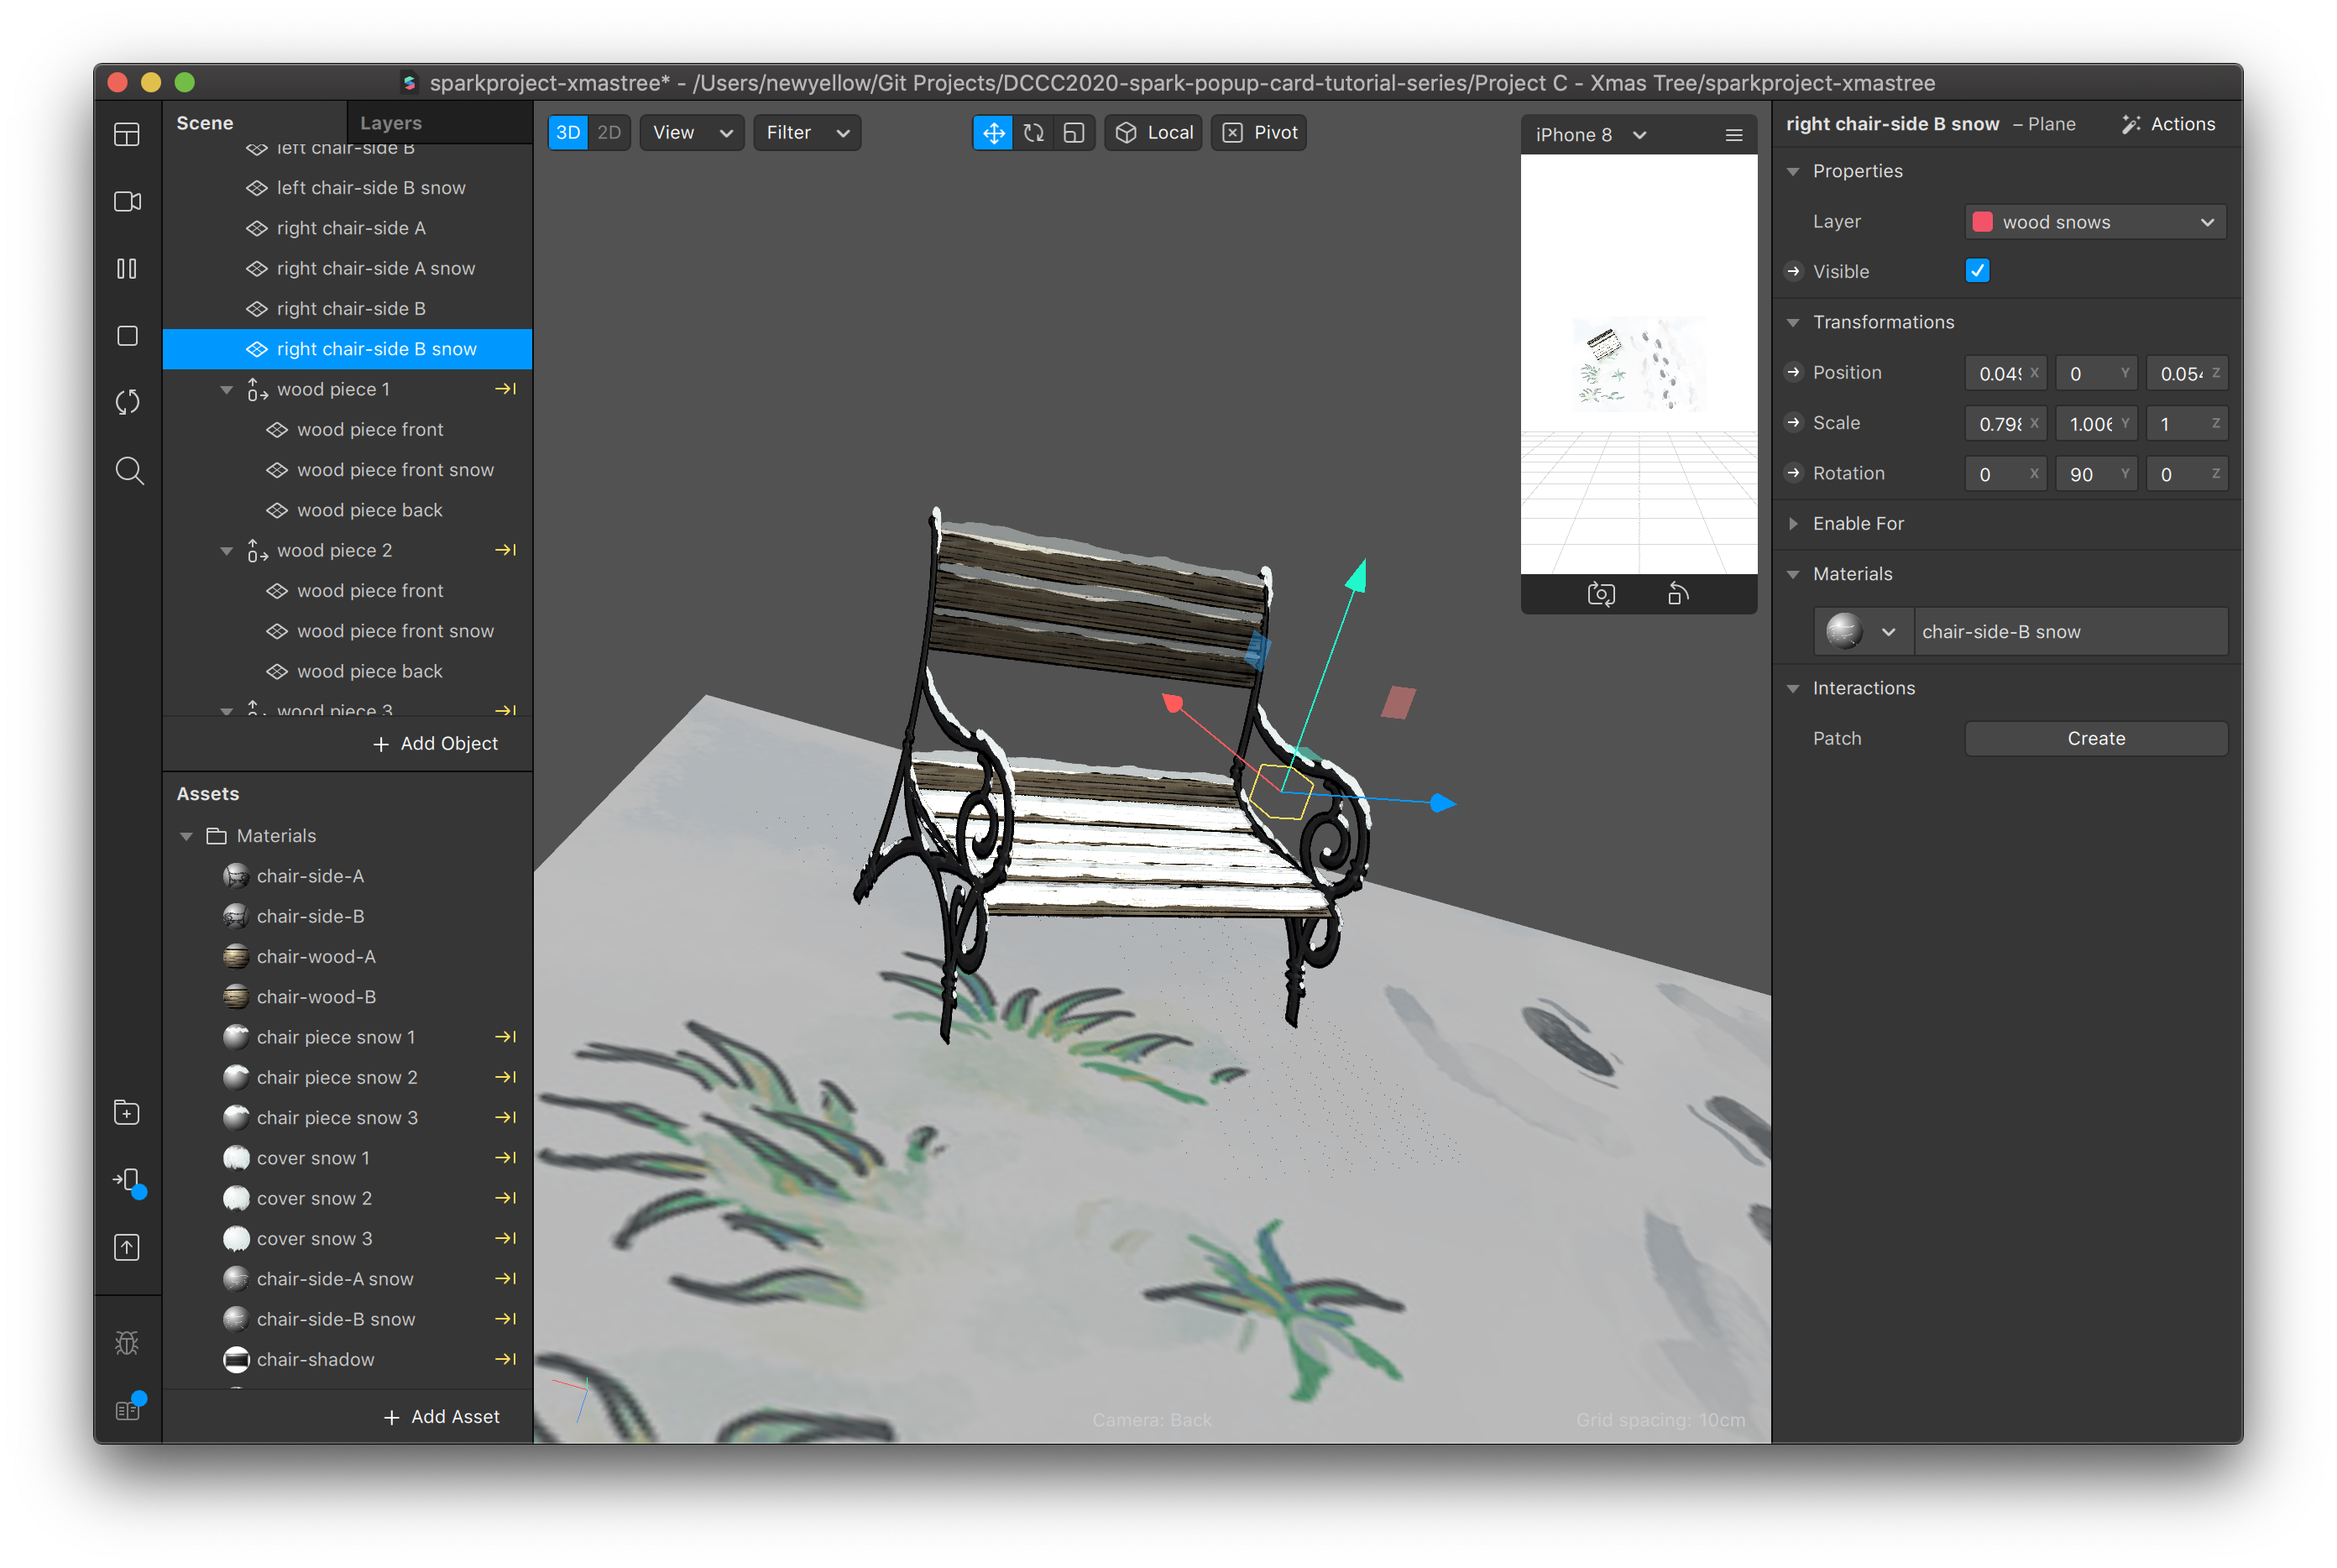 sparkproject-xmastree* - /Users/newyellow/Git Projects/DCCC2020-spark-popup-card-tutorial-series/Project C - Xmas Tree/sparkproject-xmastree
Scene
Layers
left chair-side B
left chair-side B snow
right chair-side A
right chair-side A snow
right chair-side B
right chair-side B snow
wood piece 1
wood piece front
wood piece front snow
wood piece back
wood piece 2
wood piece front
wood piece front snow
wood piece back
wood piece 3
+ Add Object
Assets
Materials
chair-side-A
chair-side-B
chair-wood-A
chair-wood-B
chair piece snow 1
chair piece snow 2
chair piece snow 3
cover snow 1
cover snow 2
cover snow 3
chair-side-A snow
chair-side-B snow
chair-shadow
+ Add Asset
3D 2D View Filter Local Pivot
iPhone 8
Camera: Back
Grid spacing: 10cm
right chair-side B snow – Plane Actions
Properties
Layer wood snows
Visible
Transformations
Position 0.049 X 0 Y 0.054 Z
Scale 0.798 X 1.006 Y 1 Z
Rotation 0 X 90 Y 0 Z
Enable For
Materials
chair-side-B snow
Interactions
Patch Create